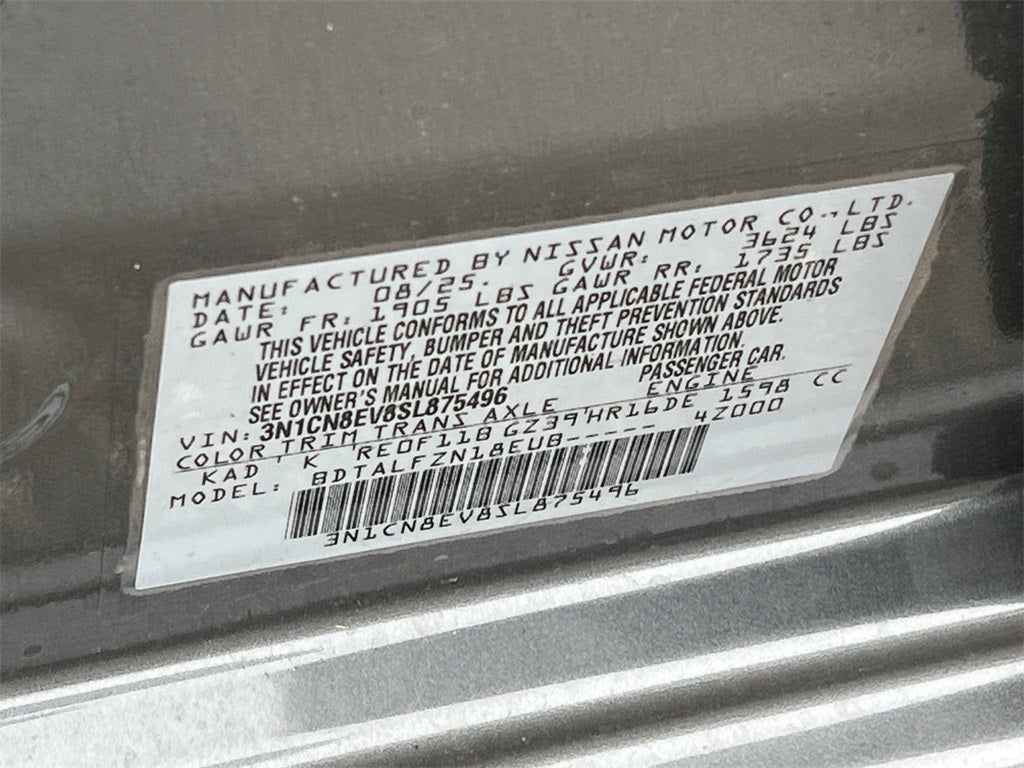 MANUFACTURED BY NISSAN MOTOR CO., LTD.
DATE: 08/25. GVWR: 3624 LBS
GAWR FR: 1905 LBS GAWR RR: 1735 LBS
THIS VEHICLE CONFORMS TO ALL APPLICABLE FEDERAL MOTOR
VEHICLE SAFETY, BUMPER AND THEFT PREVENTION STANDARDS
IN EFFECT ON THE DATE OF MANUFACTURE SHOWN ABOVE.
SEE OWNER'S MANUAL FOR ADDITIONAL INFORMATION.
VIN: 3N1CN8EV8SL875496 PASSENGER CAR.
COLOR TRIM TRANS AXLE ENGINE
KAD K RE0F11B GZ39 HR16DE 1598 CC
MODEL: BDTALFZN18EUB----- 4Z000
3N1CN8EV8SL875496